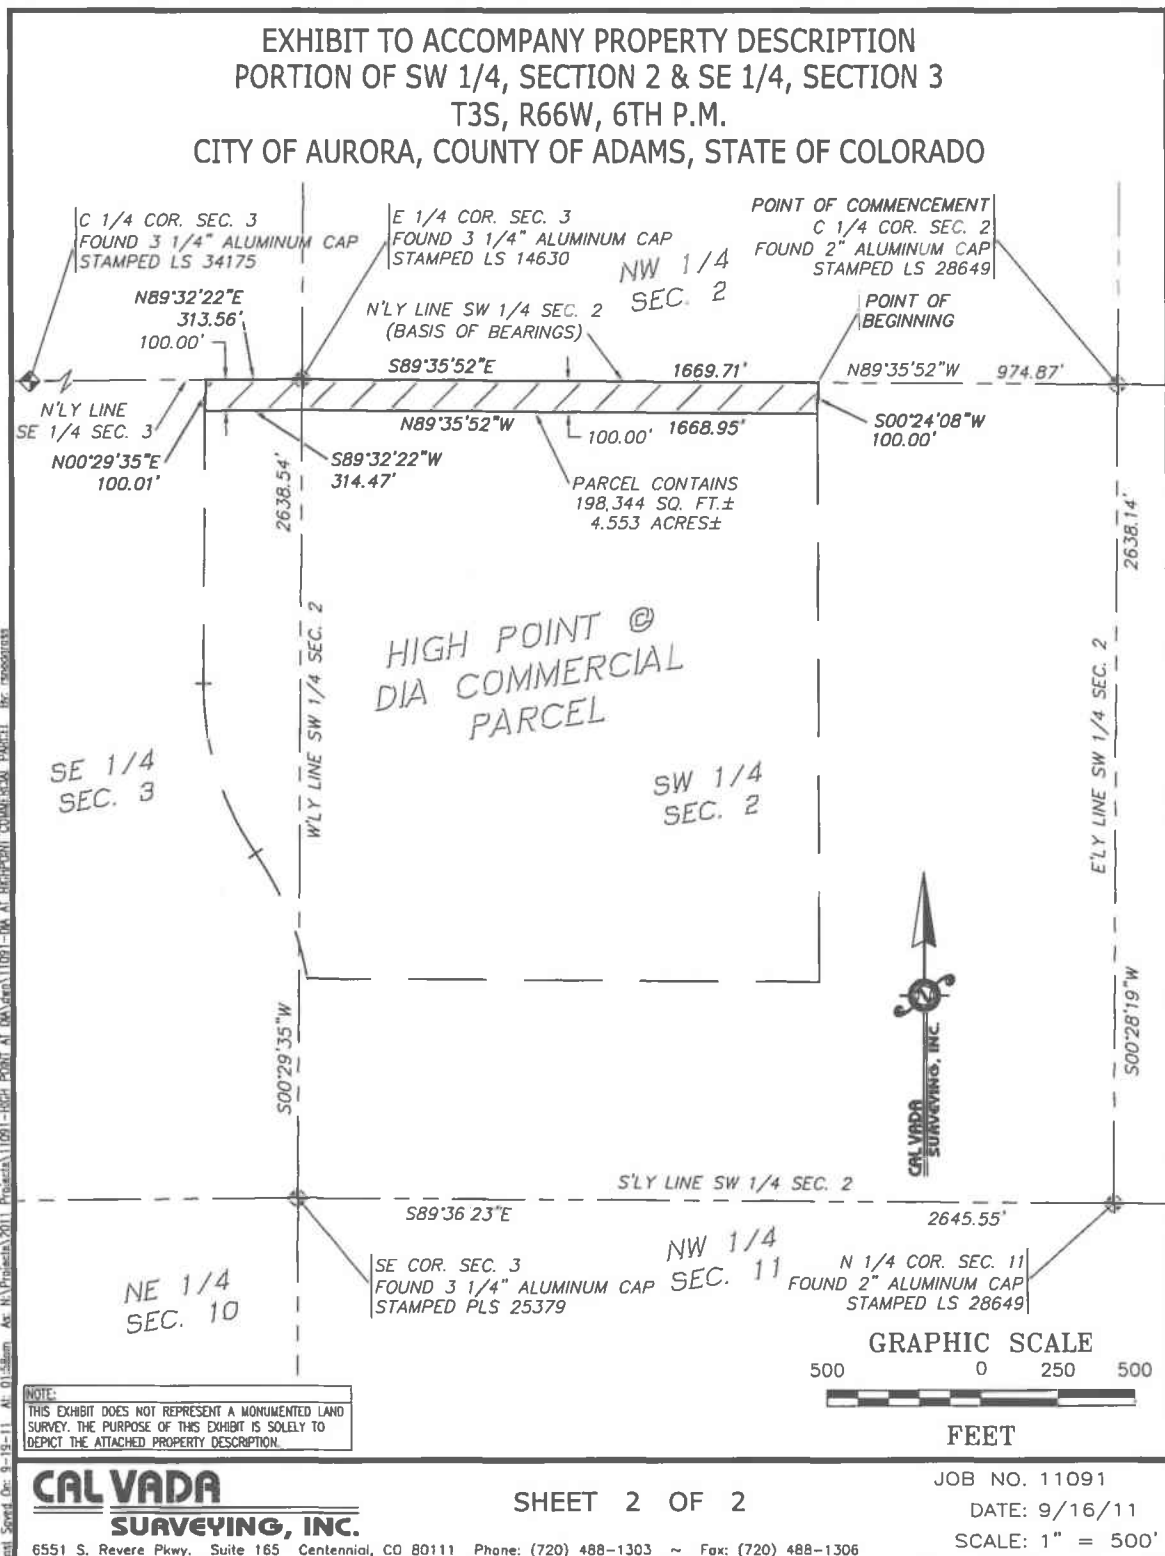 EXHIBIT TO ACCOMPANY PROPERTY DESCRIPTION
PORTION OF SW 1/4, SECTION 2 & SE 1/4, SECTION 3
T3S, R66W, 6TH P.M.
CITY OF AURORA, COUNTY OF ADAMS, STATE OF COLORADO
C 1/4 COR. SEC. 3
FOUND 3 1/4" ALUMINUM CAP
STAMPED LS 34175
E 1/4 COR. SEC. 3
FOUND 3 1/4" ALUMINUM CAP
STAMPED LS 14630
NW 1/4
SEC. 2
POINT OF COMMENCEMENT
C 1/4 COR. SEC. 2
FOUND 2" ALUMINUM CAP
STAMPED LS 28649
N89°32'22"E
313.56'
100.00'
N'LY LINE SW 1/4 SEC. 2
(BASIS OF BEARINGS)
POINT OF
BEGINNING
S89°35'52"E
1669.71'
N89°35'52"W
974.87'
N'LY LINE
SE 1/4 SEC. 3
N89°35'52"W
100.00'
1668.95'
S00°24'08"W
100.00'
N00°29'35"E
100.01'
S89°32'22"W
314.47'
2638.54'
PARCEL CONTAINS
198,344 SQ. FT.±
4.553 ACRES±
2638.14'
W'LY LINE SW 1/4 SEC. 2
HIGH POINT @
DIA COMMERCIAL
PARCEL
E'LY LINE SW 1/4 SEC. 2
SE 1/4
SEC. 3
SW 1/4
SEC. 2
S00°29'35"W
S00°28'19"W
CALVADA
SURVEYING, INC.
S'LY LINE SW 1/4 SEC. 2
S89°36'23"E
2645.55'
SE COR. SEC. 3
FOUND 3 1/4" ALUMINUM CAP
STAMPED PLS 25379
NW 1/4
SEC. 11
N 1/4 COR. SEC. 11
FOUND 2" ALUMINUM CAP
STAMPED LS 28649
NE 1/4
SEC. 10
GRAPHIC SCALE
500 0 250 500
FEET
NOTE:
THIS EXHIBIT DOES NOT REPRESENT A MONUMENTED LAND
SURVEY. THE PURPOSE OF THIS EXHIBIT IS SOLELY TO
DEPICT THE ATTACHED PROPERTY DESCRIPTION.
CALVADA
SURVEYING, INC.
6551 S. Revere Pkwy. Suite 165 Centennial, CO 80111 Phone: (720) 488-1303 ~ Fax: (720) 488-1306
SHEET 2 OF 2
JOB NO. 11091
DATE: 9/16/11
SCALE: 1" = 500'